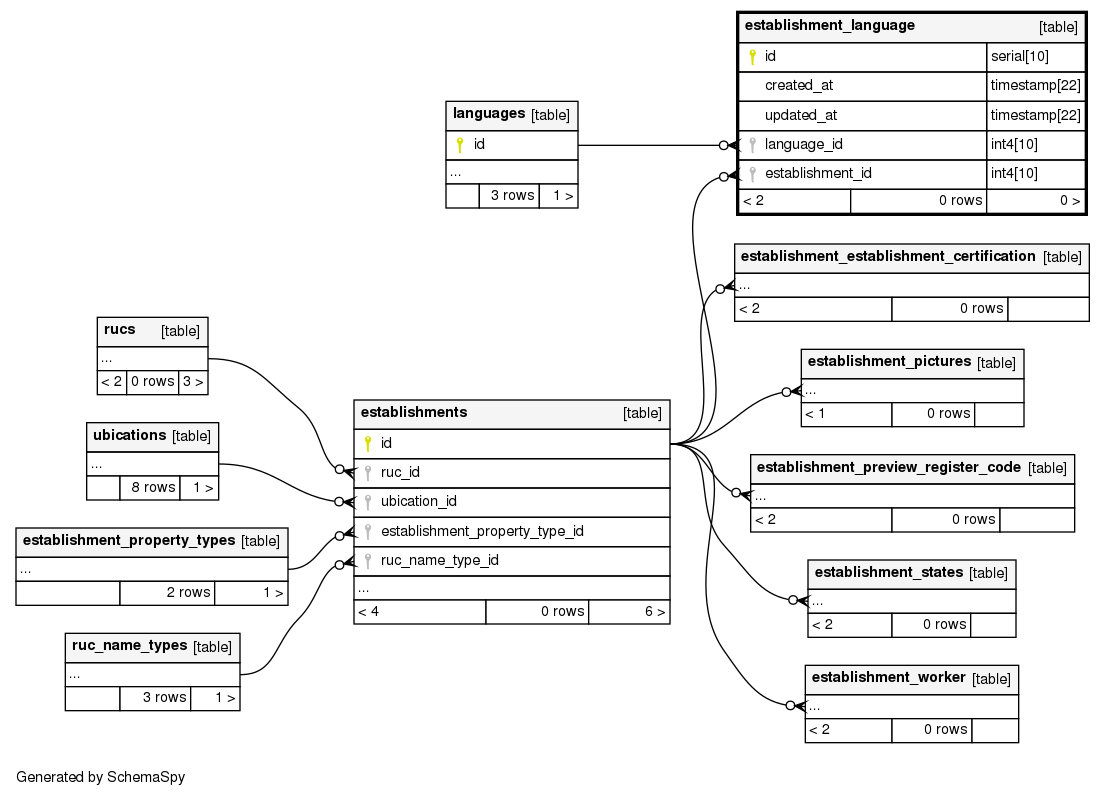 establishment_language [table]
id serial[10]
created_at timestamp[22]
updated_at timestamp[22]
language_id int4[10]
establishment_id int4[10]
< 2 0 rows 0 >
languages [table]
id
...
3 rows 1 >
establishment_establishment_certification [table]
...
< 2 0 rows
rucs [table]
...
< 2 0 rows 3 >
establishment_pictures [table]
...
< 1 0 rows
establishments [table]
id
ruc_id
ubication_id
establishment_property_type_id
ruc_name_type_id
...
< 4 0 rows 6 >
ubications [table]
...
8 rows 1 >
establishment_preview_register_code [table]
...
< 2 0 rows
establishment_property_types [table]
...
2 rows 1 >
establishment_states [table]
...
< 2 0 rows
ruc_name_types [table]
...
3 rows 1 >
establishment_worker [table]
...
< 2 0 rows
Generated by SchemaSpy